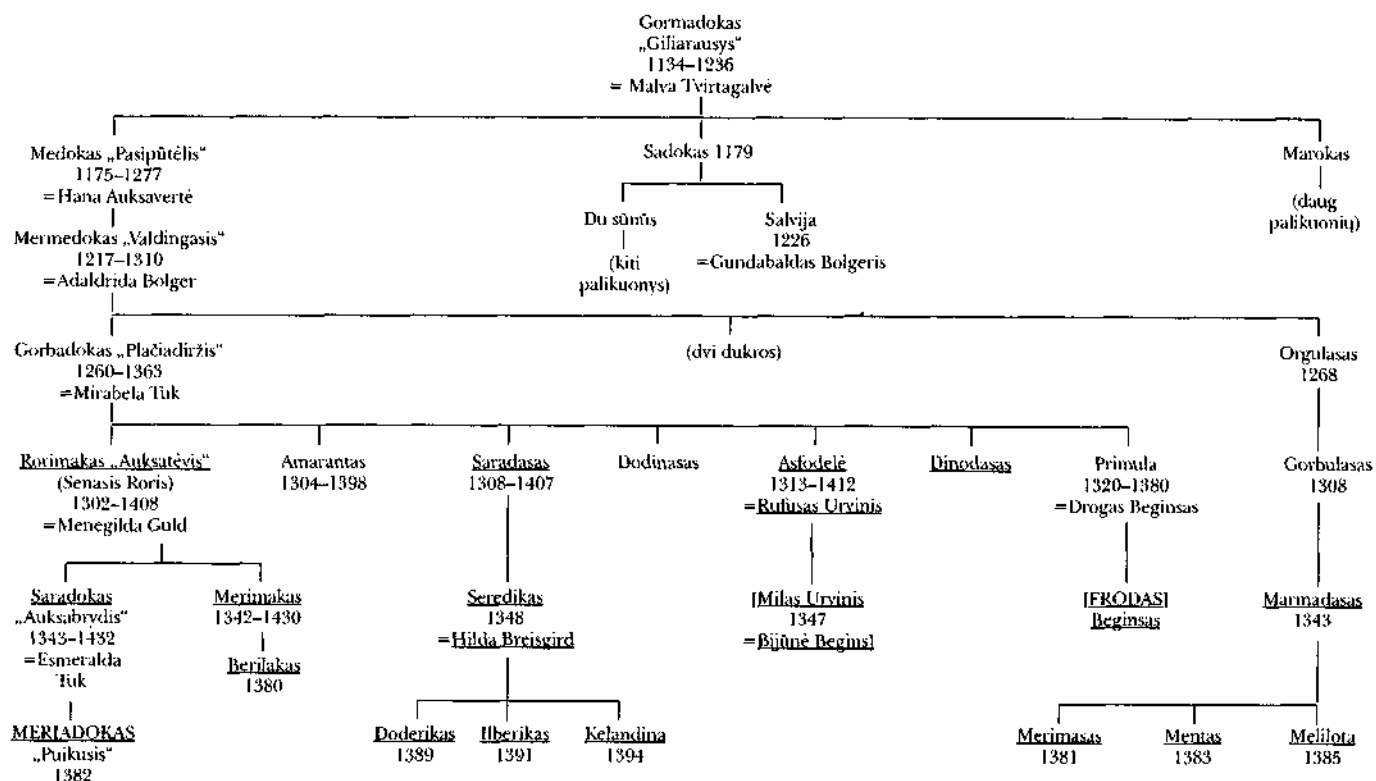 Gormadokas
„Giliarausys“
1134–1236
= Malva Tvirtagalvė
Medokas „Pasipūtėlis“
1175–1277
=Hana Auksavertė
Sadokas 1179
Marokas
(daug
palikuonių)
Du sūnūs
(kiti
palikuonys)
Salvija
1226
=Gundabaldas Bolgeris
Mermedokas „Valdingasis“
1217–1310
=Adaldrida Bolger
Gorbadokas „Plačiadiržis“
1260–1363
=Mirabela Tuk
(dvi dukros)
Orgulasas
1268
Rorimakas „Auksatėvis“
(Senasis Roris)
1302–1408
=Menegilda Guld
Amarantas
1304–1398
Saradasas
1308–1407
Dodinasas
Asfodelė
1313–1412
=Rufusas Urvinis
Dinodasas
Primula
1320–1380
=Drogas Beginsas
Gorbulasas
1308
Saradokas
„Auksabrydis“
1343–1432
=Esmeralda
Tuk
Merimakas
1342–1430
Berilakas
1380
Seredikas
1348
=Hilda Breisgird
[Milas Urvinis
1347
=Bijūnė Begins]
[FRODAS]
Beginsas
Marmadasas
1343
MERIADOKAS
„Puikusis“
1382
Doderikas
1389
Ilberikas
1391
Kelandina
1394
Merimasas
1381
Mentas
1383
Melilota
1385